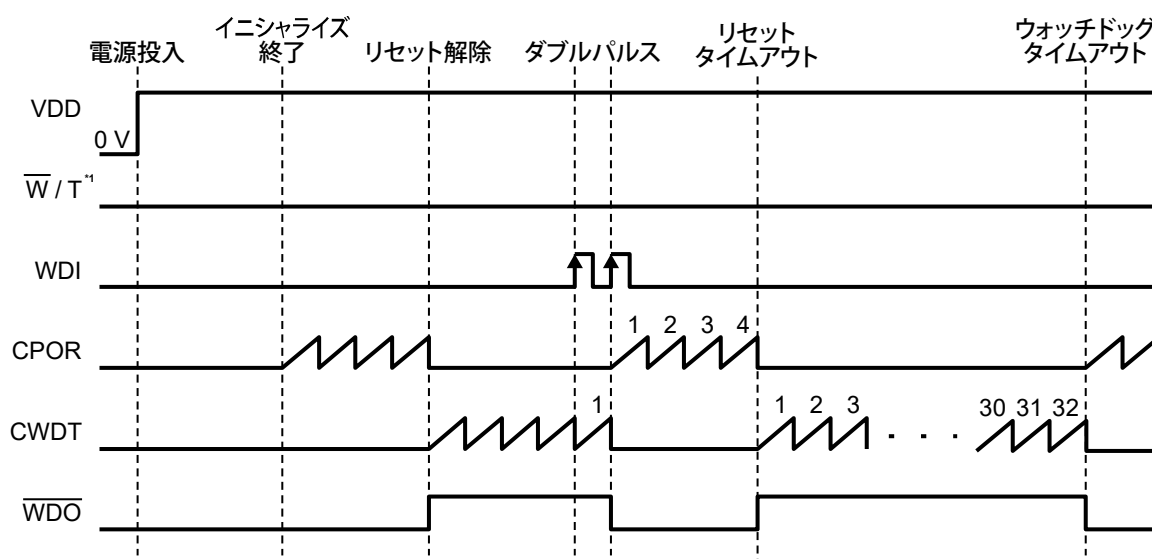 電源投入
イニシャライズ
終了
リセット解除
ダブルパルス
リセット
タイムアウト
ウォッチドッグ
タイムアウト
VDD
0 V
W / T*1
WDI
CPOR
1 2 3 4
CWDT
1
1 2 3 · · · 30 31 32
WDO